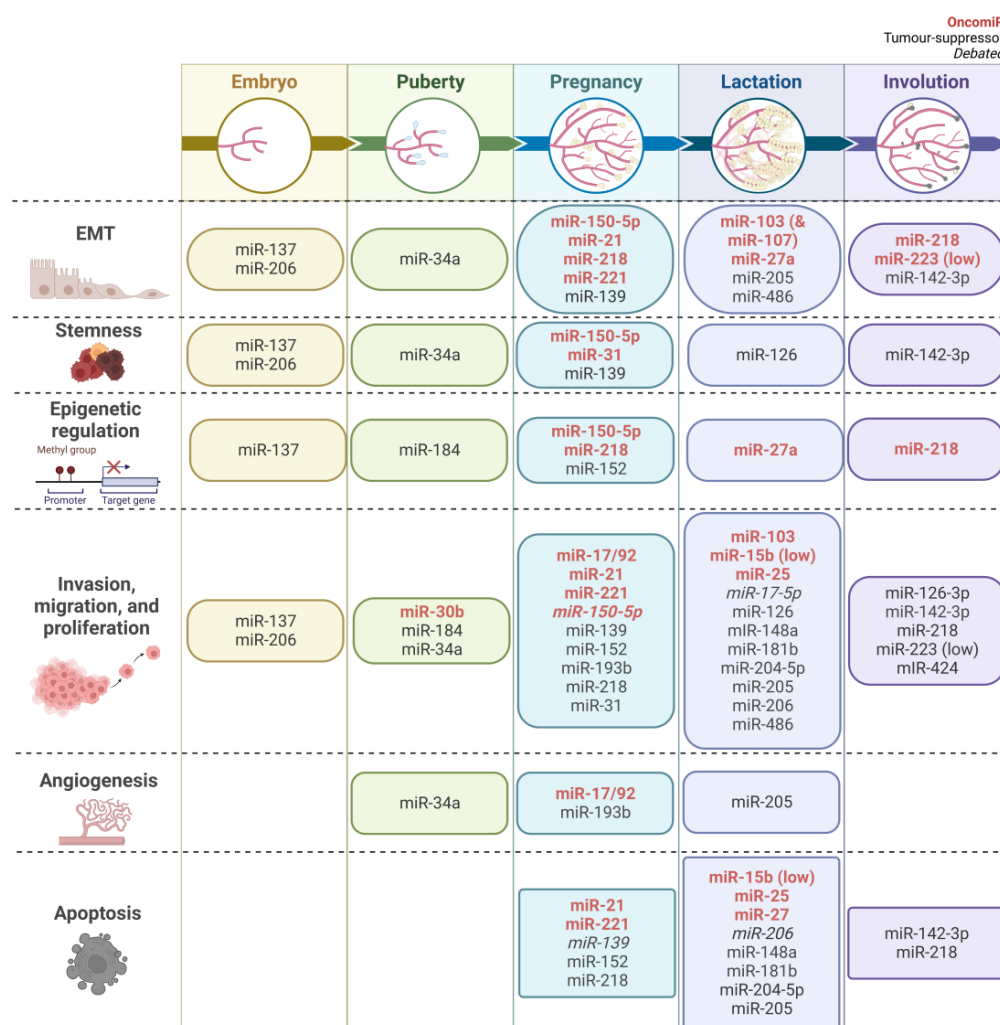 OncomiR
Tumour-suppressor
Debated
Embryo
Puberty
Pregnancy
Lactation
Involution
EMT
miR-137
miR-206
miR-34a
miR-150-5p
miR-21
miR-218
miR-221
miR-139
miR-103 (&
miR-107)
miR-27a
miR-205
miR-486
miR-218
miR-223 (low)
miR-142-3p
Stemness
miR-137
miR-206
miR-34a
miR-150-5p
miR-31
miR-139
miR-126
miR-142-3p
Epigenetic
regulation
Methyl group
Promoter
Target gene
miR-137
miR-184
miR-150-5p
miR-218
miR-152
miR-27a
miR-218
Invasion,
migration, and
proliferation
miR-137
miR-206
miR-30b
miR-184
miR-34a
miR-17/92
miR-21
miR-221
miR-150-5p
miR-139
miR-152
miR-193b
miR-218
miR-31
miR-103
miR-15b (low)
miR-25
miR-17-5p
miR-126
mIR-148a
miR-181b
miR-204-5p
miR-205
miR-206
miR-486
miR-126-3p
miR-142-3p
miR-218
miR-223 (low)
mIR-424
Angiogenesis
miR-34a
miR-17/92
miR-193b
miR-205
Apoptosis
miR-21
miR-221
miR-139
miR-152
miR-218
miR-15b (low)
miR-25
miR-27
miR-206
miR-148a
miR-181b
miR-204-5p
miR-205
miR-142-3p
miR-218